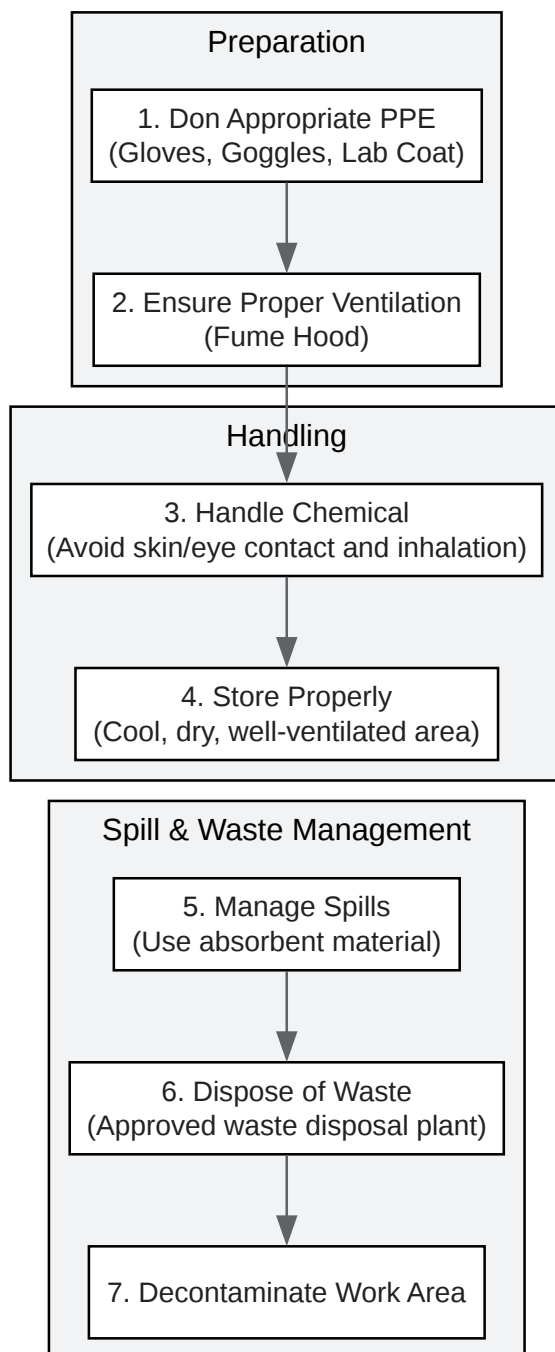 Preparation
1. Don Appropriate PPE
(Gloves, Goggles, Lab Coat)
2. Ensure Proper Ventilation
(Fume Hood)
Handling
3. Handle Chemical
(Avoid skin/eye contact and inhalation)
4. Store Properly
(Cool, dry, well-ventilated area)
Spill & Waste Management
5. Manage Spills
(Use absorbent material)
6. Dispose of Waste
(Approved waste disposal plant)
7. Decontaminate Work Area